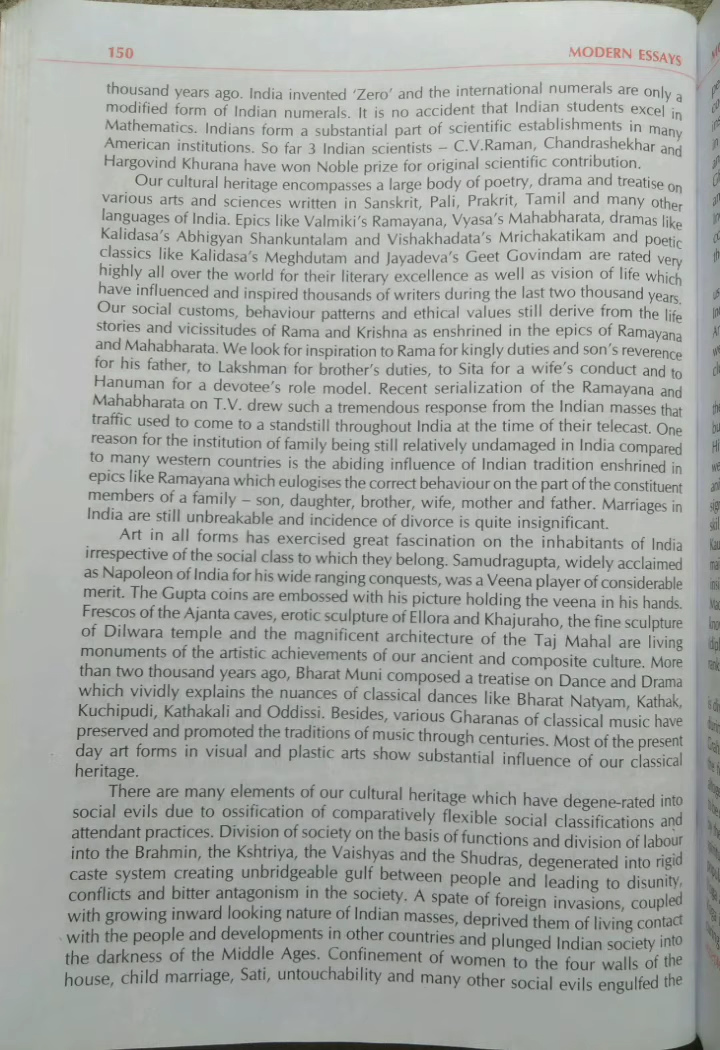 150
MODERN ESSAYS
thousand years ago. India invented 'Zero' and the international numerals are only a
modified form of Indian numerals. It is no accident that Indian students excel in
Mathematics. Indians form a substantial part of scientific establishments in many
American institutions. So far 3 Indian scientists – C.V.Raman, Chandrashekhar and
Hargovind Khurana have won Noble prize for original scientific contribution.
Our cultural heritage encompasses a large body of poetry, drama and treatise on
various arts and sciences written in Sanskrit, Pali, Prakrit, Tamil and many other
languages of India. Epics like Valmiki's Ramayana, Vyasa's Mahabharata, dramas like
Kalidasa's Abhigyan Shankuntalam and Vishakhadata's Mrichakatikam and poetic
classics like Kalidasa's Meghdutam and Jayadeva's Geet Govindam are rated very
highly all over the world for their literary excellence as well as vision of life which
have influenced and inspired thousands of writers during the last two thousand years.
Our social customs, behaviour patterns and ethical values still derive from the life
stories and vicissitudes of Rama and Krishna as enshrined in the epics of Ramayana
and Mahabharata. We look for inspiration to Rama for kingly duties and son's reverence
for his father, to Lakshman for brother's duties, to Sita for a wife's conduct and to
Hanuman for a devotee's role model. Recent serialization of the Ramayana and
Mahabharata on T.V. drew such a tremendous response from the Indian masses that
traffic used to come to a standstill throughout India at the time of their telecast. One
reason for the institution of family being still relatively undamaged in India compared
to many western countries is the abiding influence of Indian tradition enshrined in
epics like Ramayana which eulogises the correct behaviour on the part of the constituent
members of a family – son, daughter, brother, wife, mother and father. Marriages in
India are still unbreakable and incidence of divorce is quite insignificant.
Art in all forms has exercised great fascination on the inhabitants of India
irrespective of the social class to which they belong. Samudragupta, widely acclaimed
as Napoleon of India for his wide ranging conquests, was a Veena player of considerable
merit. The Gupta coins are embossed with his picture holding the veena in his hands.
Frescos of the Ajanta caves, erotic sculpture of Ellora and Khajuraho, the fine sculpture
of Dilwara temple and the magnificent architecture of the Taj Mahal are living
monuments of the artistic achievements of our ancient and composite culture. More
than two thousand years ago, Bharat Muni composed a treatise on Dance and Drama
which vividly explains the nuances of classical dances like Bharat Natyam, Kathak,
Kuchipudi, Kathakali and Oddissi. Besides, various Gharanas of classical music have
preserved and promoted the traditions of music through centuries. Most of the present
day art forms in visual and plastic arts show substantial influence of our classical
heritage.
There are many elements of our cultural heritage which have degene-rated into
social evils due to ossification of comparatively flexible social classifications and
attendant practices. Division of society on the basis of functions and division of labour
into the Brahmin, the Kshtriya, the Vaishyas and the Shudras, degenerated into rigid
caste system creating unbridgeable gulf between people and leading to disunity,
conflicts and bitter antagonism in the society. A spate of foreign invasions, coupled
with growing inward looking nature of Indian masses, deprived them of living contact
with the people and developments in other countries and plunged Indian society into
the darkness of the Middle Ages. Confinement of women to the four walls of the
house, child marriage, Sati, untouchability and many other social evils engulfed the